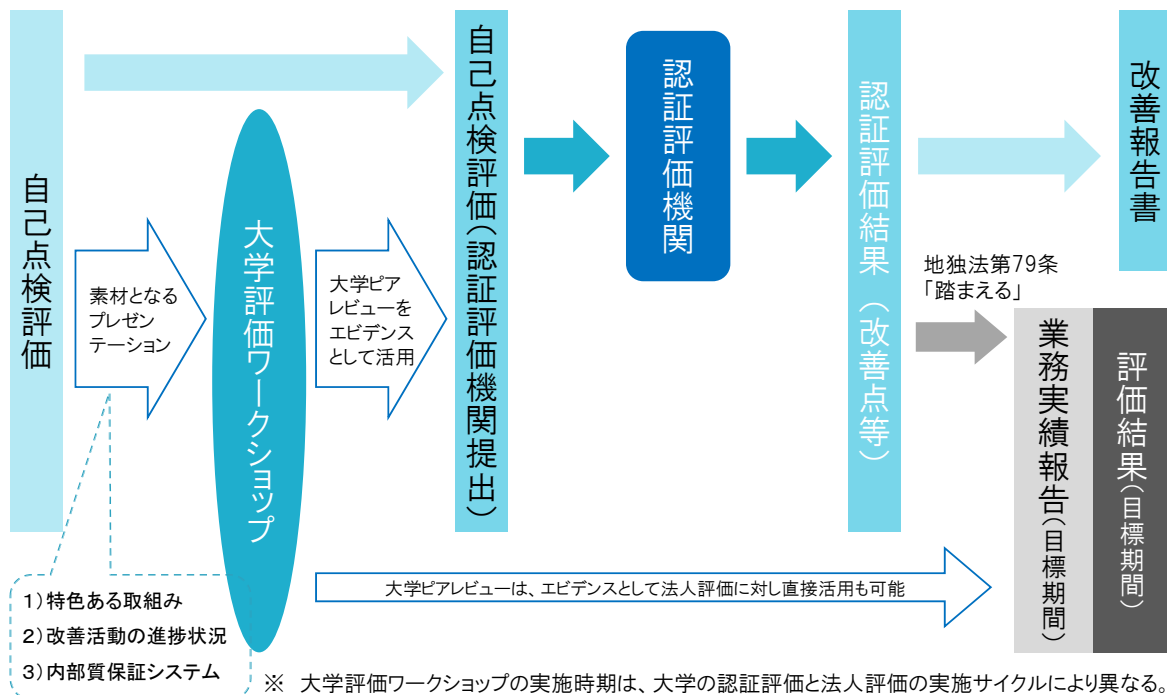 自己点検評価
素材となる
プレゼン
テーション
大学評価ワークショップ
大学ピア
レビューを
エビデンス
として活用
自己点検評価(認証評価機関提出)
認証評価機関
認証評価結果(改善点等)
改善報告書
地独法第79条
「踏まえる」
業務実績報告(目標期間)
評価結果(目標期間)
大学ピアレビューは、エビデンスとして法人評価に対し直接活用も可能
1)特色ある取組み
2)改善活動の進捗状況
3)内部質保証システム
※ 大学評価ワークショップの実施時期は、大学の認証評価と法人評価の実施サイクルにより異なる。